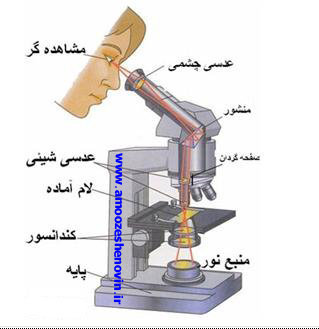 مشاهده گر
عدسی چشمی
منشور
صفحه گردان
عدسی شیئی
لام آماده
کندانسور
منبع نور
پایه
www.amoozeshenovin.ir